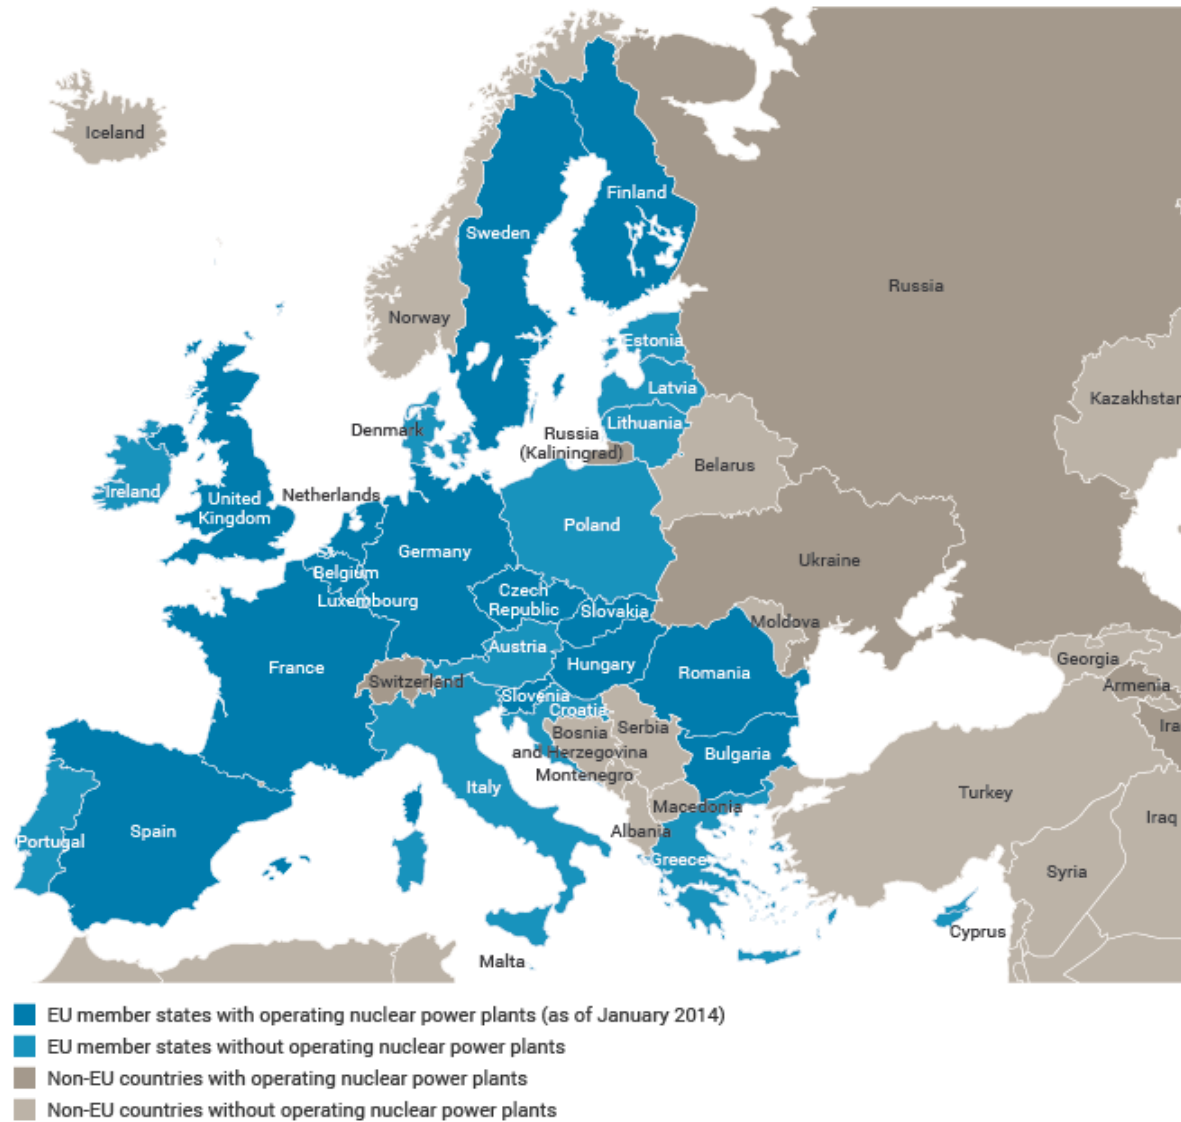 Iceland
Finland
Sweden
Russia
Norway
Estonia
Kazakhstan
Latvia
Lithuania
Denmark
Russia
(Kaliningrad)
Belarus
Ireland
United
Kingdom
Netherlands
Poland
Germany
Ukraine
Belgium
Czech
Republic
Luxembourg
Slovakia
Moldova
Austria
France
Hungary
Romania
Georgia
Switzerland
Armenia
Slovenia
Croatia
Serbia
Bosnia
and Herzegovina
Ira
Bulgaria
Montenegro
Italy
Turkey
Macedonia
Iraq
Spain
Albania
Portugal
Greece
Syria
Cyprus
Malta
EU member states with operating nuclear power plants (as of January 2014)
EU member states without operating nuclear power plants
Non-EU countries with operating nuclear power plants
Non-EU countries without operating nuclear power plants